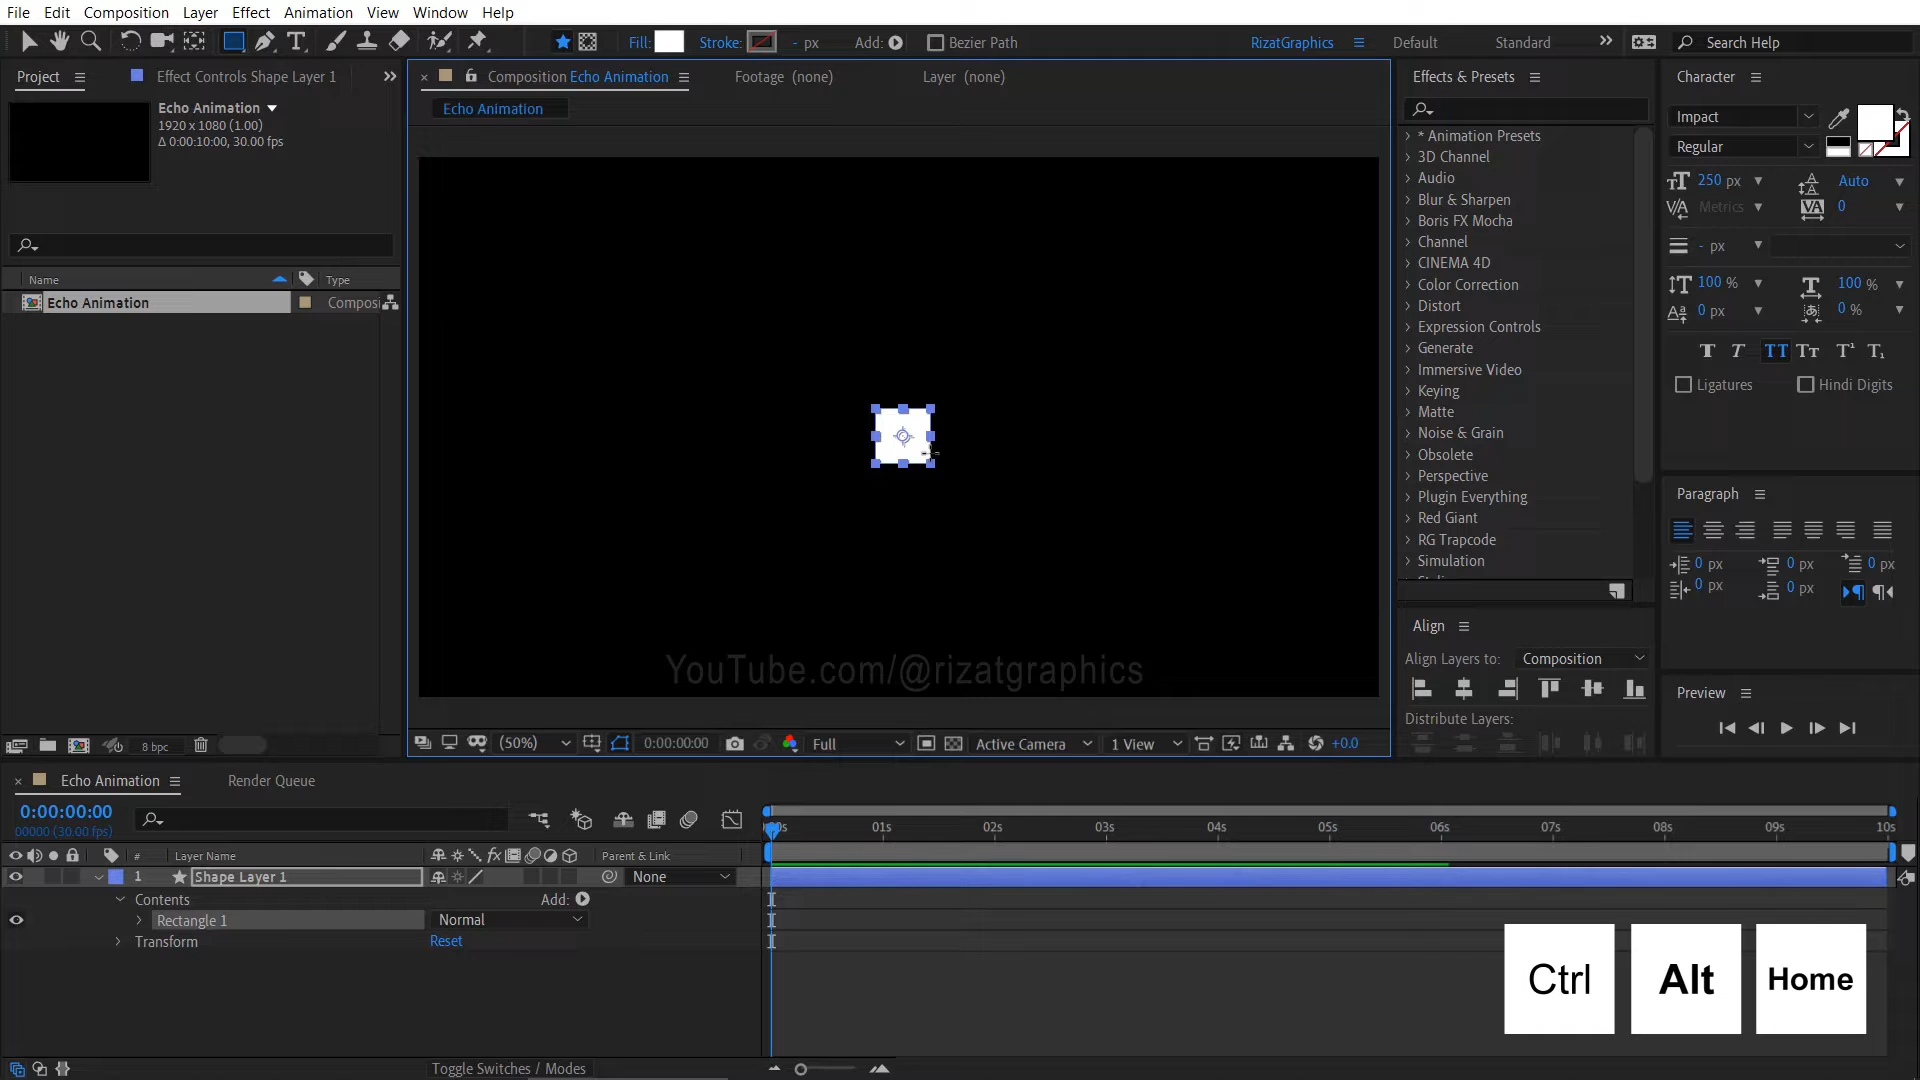 File Edit Composition Layer Effect Animation View Window Help
Fill: Stroke: - px Add: Bezier Path RizatGraphics Default Standard Search Help
Project Effect Controls Shape Layer 1
Composition Echo Animation Footage (none) Layer (none)
Echo Animation
Echo Animation
1920 x 1080 (1.00)
Δ 0:00:10:00, 30.00 fps
Name Type
Echo Animation Composi
8 bpc
YouTube.com/@rizatgraphics
(50%) 0:00:00:00 Full Active Camera 1 View +0.0
Effects & Presets
* Animation Presets
3D Channel
Audio
Blur & Sharpen
Boris FX Mocha
Channel
CINEMA 4D
Color Correction
Distort
Expression Controls
Generate
Immersive Video
Keying
Matte
Noise & Grain
Obsolete
Perspective
Plugin Everything
Red Giant
RG Trapcode
Simulation
Align
Align Layers to: Composition
Distribute Layers:
Character
Impact
Regular
250 px Auto
Metrics 0
- px
100 % 100 %
0 px 0 %
T T TT Tт T¹ T₁
Ligatures Hindi Digits
Paragraph
0 px 0 px 0 px
0 px 0 px
Preview
Echo Animation Render Queue
0:00:00:00
00000 (30.00 fps)
# Layer Name fx Parent & Link
1 Shape Layer 1 None
Contents Add:
Rectangle 1 Normal
Transform Reset
01s 02s 03s 04s 05s 06s 07s 08s 09s 10s
Ctrl Alt Home
Toggle Switches / Modes